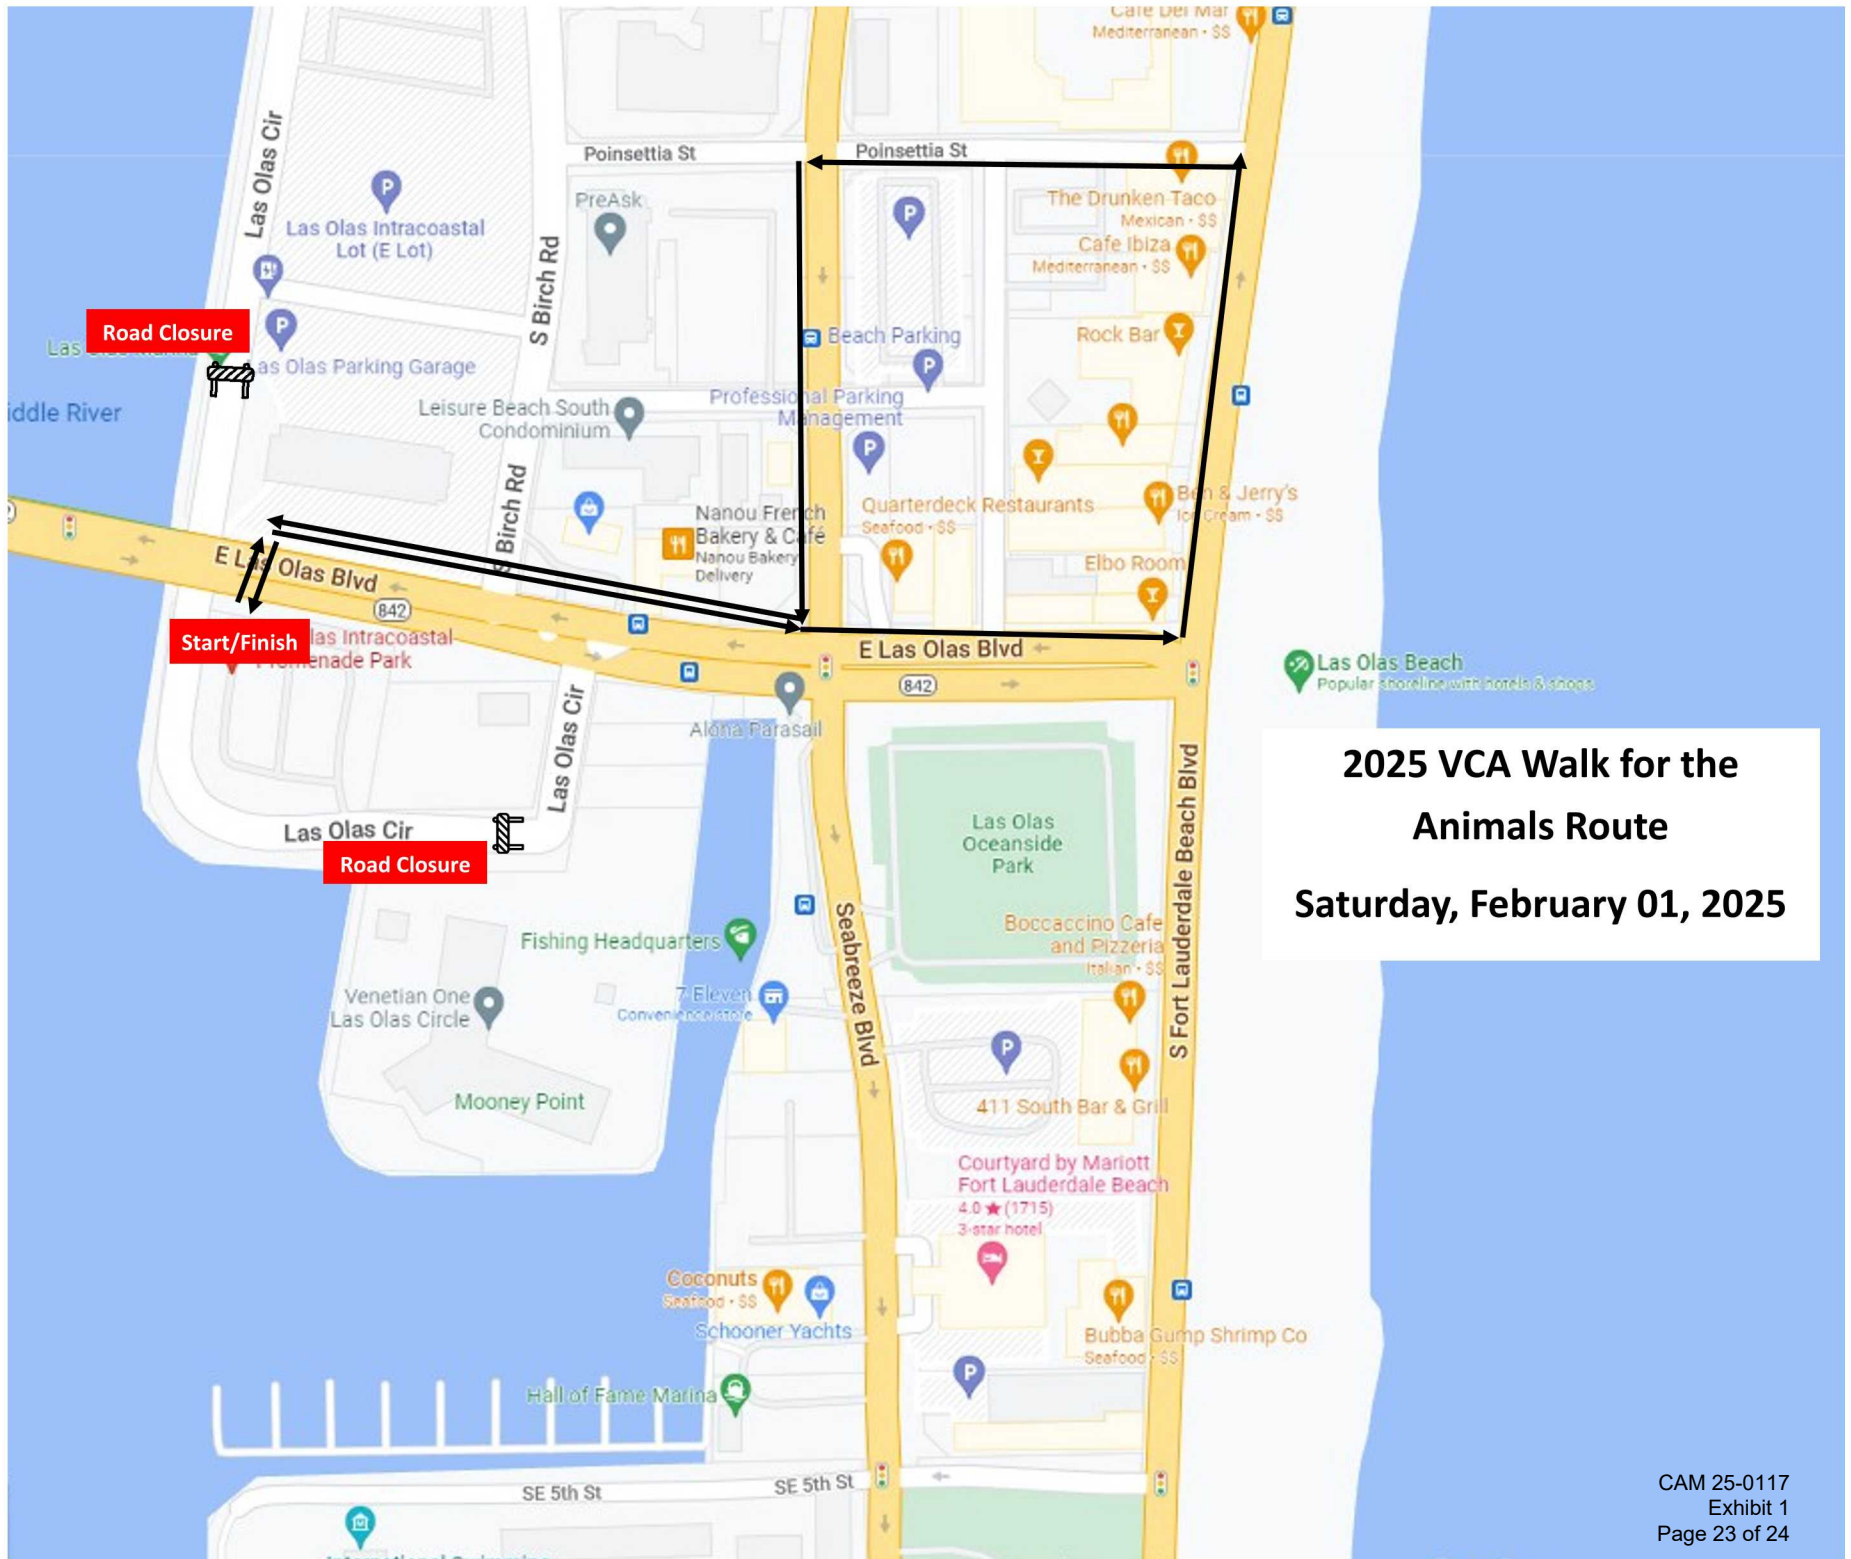 Cafe Del Mar
Mediterranean · $$
Las Olas Cir
Poinsettia St
Poinsettia St
PreAsk
Las Olas Intracoastal
Lot (E Lot)
S Birch Rd
The Drunken Taco
Mexican · $$
Cafe Ibiza
Mediterranean · $$
Road Closure
Las
as Olas Parking Garage
Beach Parking
Rock Bar
iddle River
Leisure Beach South
Condominium
Professional Parking
Management
Birch Rd
Nanou French
Bakery & Café
Nanou Bakery
Delivery
Quarterdeck Restaurants
Seafood · $$
Ben & Jerry's
Ice Cream · $$
Elbo Room
E Las Olas Blvd
842
Start/Finish
las Intracoastal
Promenade Park
E Las Olas Blvd
842
Las Olas Beach
Popular shoreline with hotels & shops
Alona Parasail
Las Olas Cir
Las Olas Cir
Road Closure
Las Olas
Oceanside
Park
S Fort Lauderdale Beach Blvd
2025 VCA Walk for the
Animals Route
Saturday, February 01, 2025
Seabreeze Blvd
Boccaccino Cafe
and Pizzeria
Italian · $$
Fishing Headquarters
7 Eleven
Convenience store
Venetian One
Las Olas Circle
Mooney Point
411 South Bar & Grill
Courtyard by Mariott
Fort Lauderdale Beach
4.0 ★ (1715)
3-star hotel
Coconuts
Seafood · $$
Schooner Yachts
Bubba Gump Shrimp Co
Seafood · $$
Hall of Fame Marina
SE 5th St
SE 5th St
CAM 25-0117
Exhibit 1
Page 23 of 24